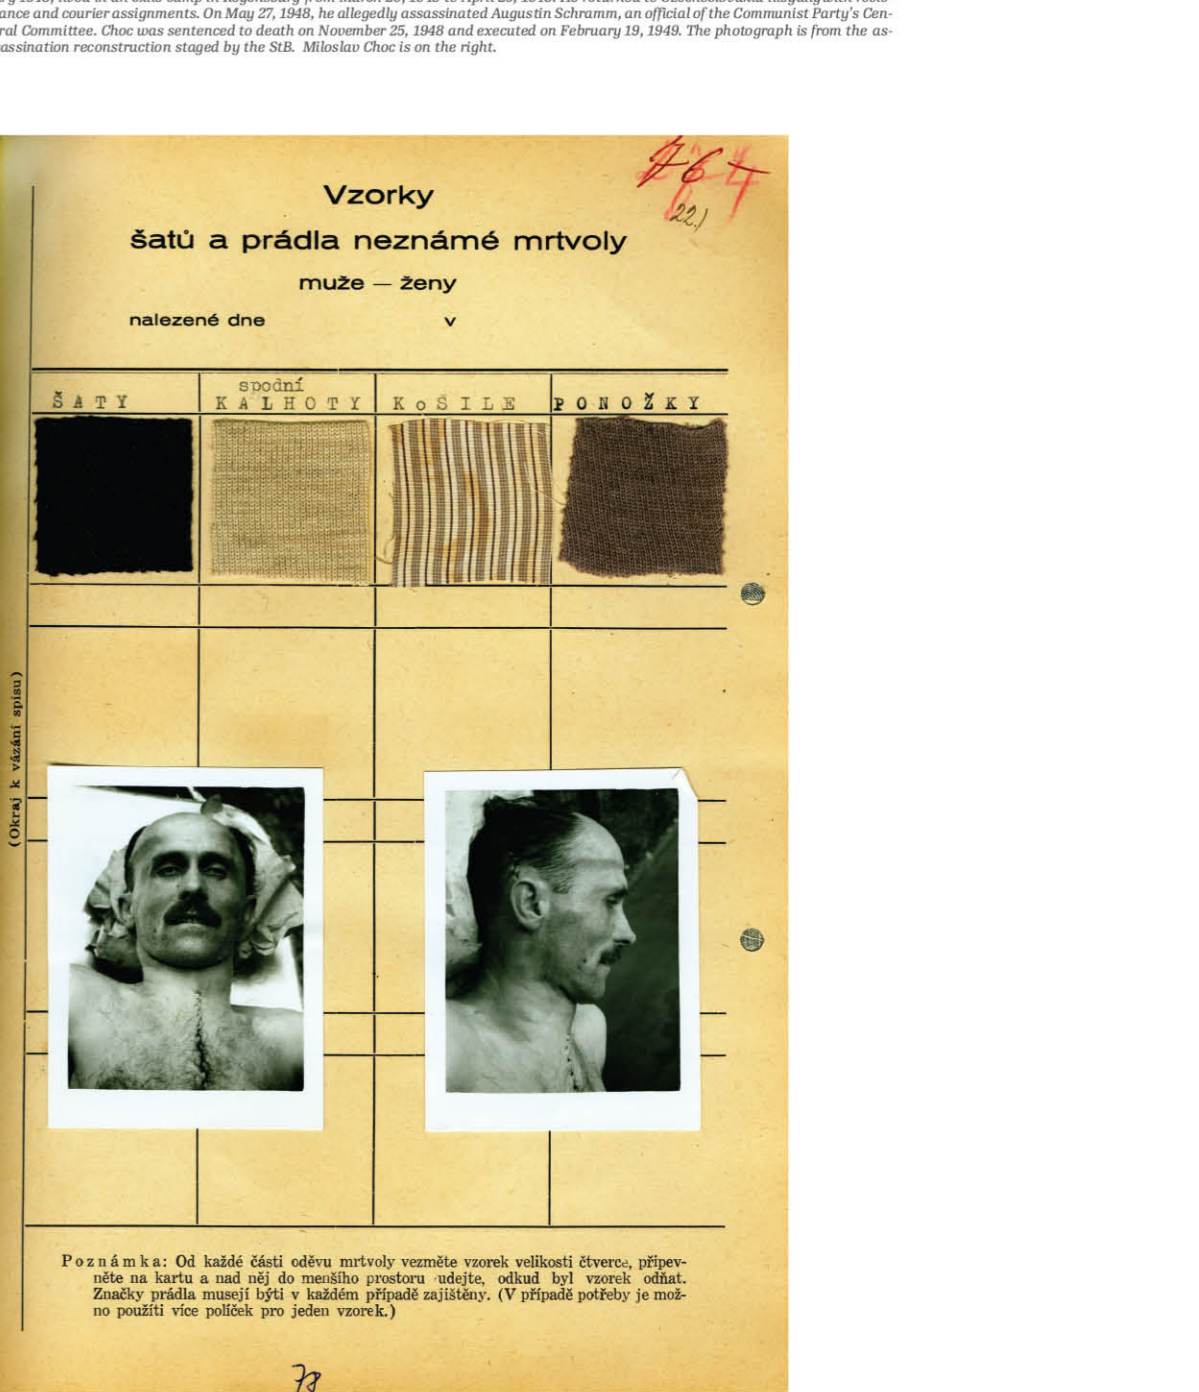 ance and courier assignments. On May 27, 1948, he allegedly assassinated Augustin Schramm, an official of the Communist Party's Cen-
ral Committee. Choc was sentenced to death on November 25, 1948 and executed on February 19, 1949. The photograph is from the as-
assination reconstruction staged by the StB. Miloslav Choc is on the right.
76
22.)
Vzorky
šatů a prádla neznámé mrtvoly
muže — ženy
nalezené dne v
ŠATY
spodní
KALHOTY
KoŠILE
PONOŽKY
(Okraj k vázání spisu)
Poznámka: Od každé části oděvu mrtvoly vezměte vzorek velikosti čtverce, připev-
něte na kartu a nad něj do menšího prostoru udejte, odkud byl vzorek odňat.
Značky prádla musejí býti v každém případě zajištěny. (V případě potřeby je mož-
no použíti více políček pro jeden vzorek.)
78